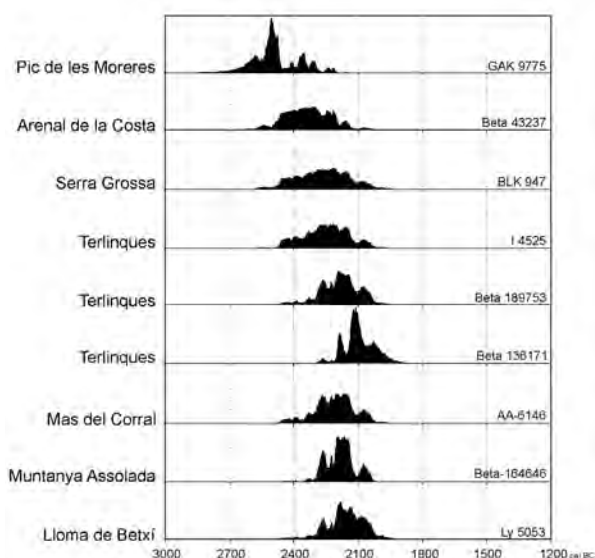 Pic de les Moreres GAK 9775
Arenal de la Costa Beta 43237
Serra Grossa BLK 947
Terlinques I 4525
Terlinques Beta 189753
Terlinques Beta 136171
Mas del Corral AA-6146
Muntanya Assolada Beta-164646
Lloma de Betxí Ly 5053
3000 2700 2400 2100 1800 1500 1200 cal BC